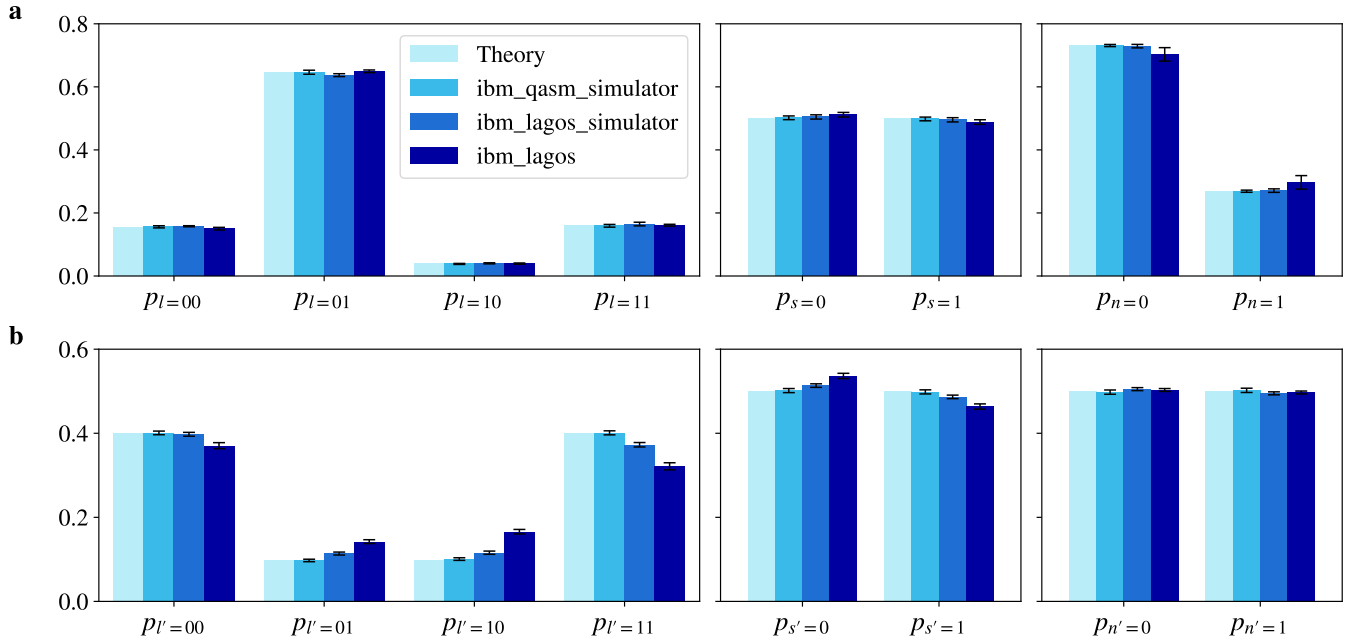 a
0.8
0.6
0.4
0.2
0.0
Theory
ibm_qasm_simulator
ibm_lagos_simulator
ibm_lagos
p_{l=00} p_{l=01} p_{l=10} p_{l=11} p_{s=0} p_{s=1} p_{n=0} p_{n=1}
b
0.6
0.4
0.2
0.0
p_{l'=00} p_{l'=01} p_{l'=10} p_{l'=11} p_{s'=0} p_{s'=1} p_{n'=0} p_{n'=1}